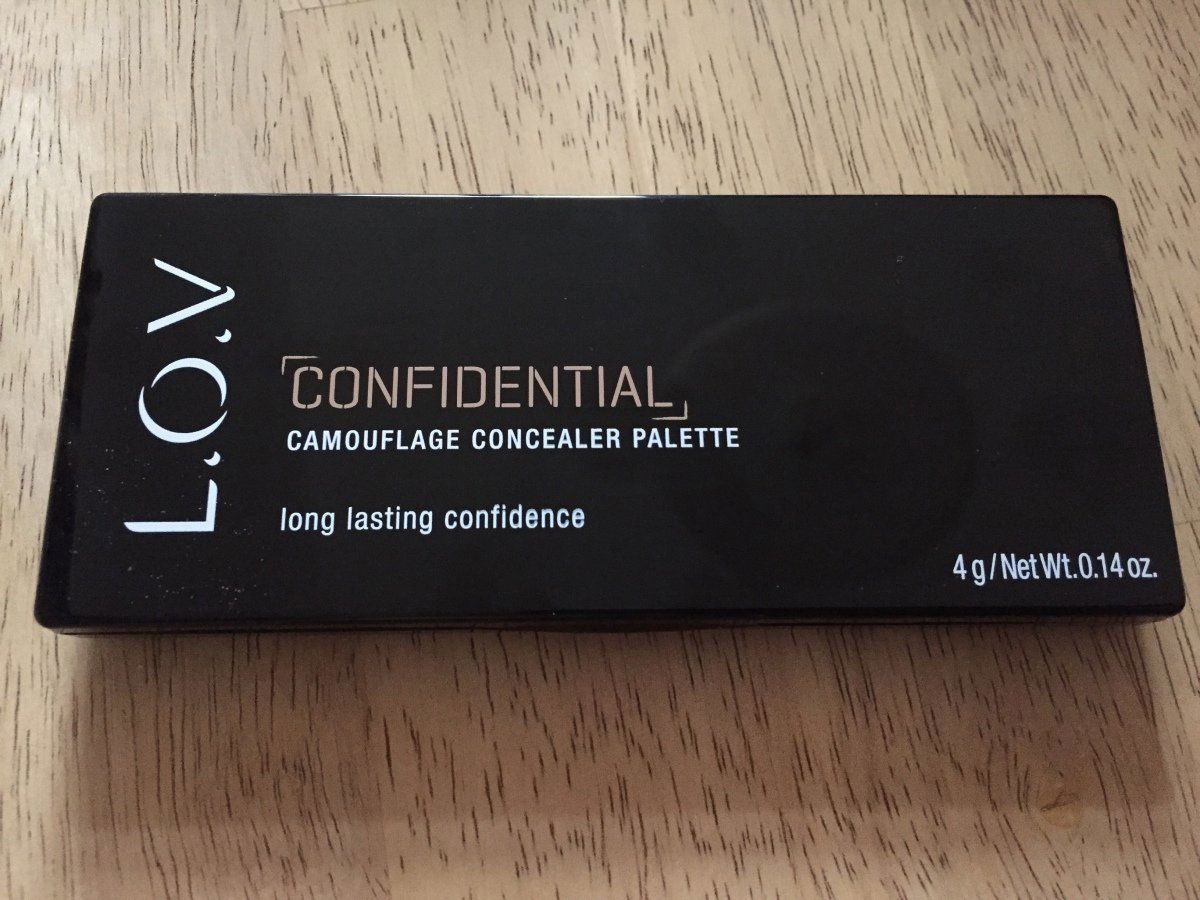 L.O.V
CONFIDENTIAL
CAMOUFLAGE CONCEALER PALETTE
long lasting confidence
4 g / Net Wt. 0.14 oz.